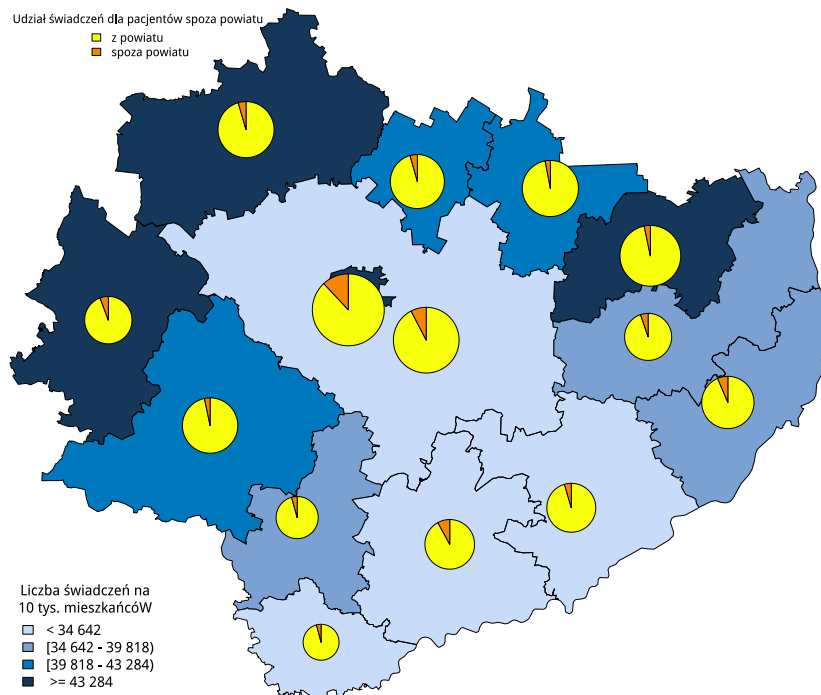 Udział świadczeń dla pacjentów spoza powiatu
z powiatu
spoza powiatu
Liczba świadczeń na
10 tys. mieszkańcóW
< 34 642
[34 642 - 39 818)
[39 818 - 43 284)
>= 43 284